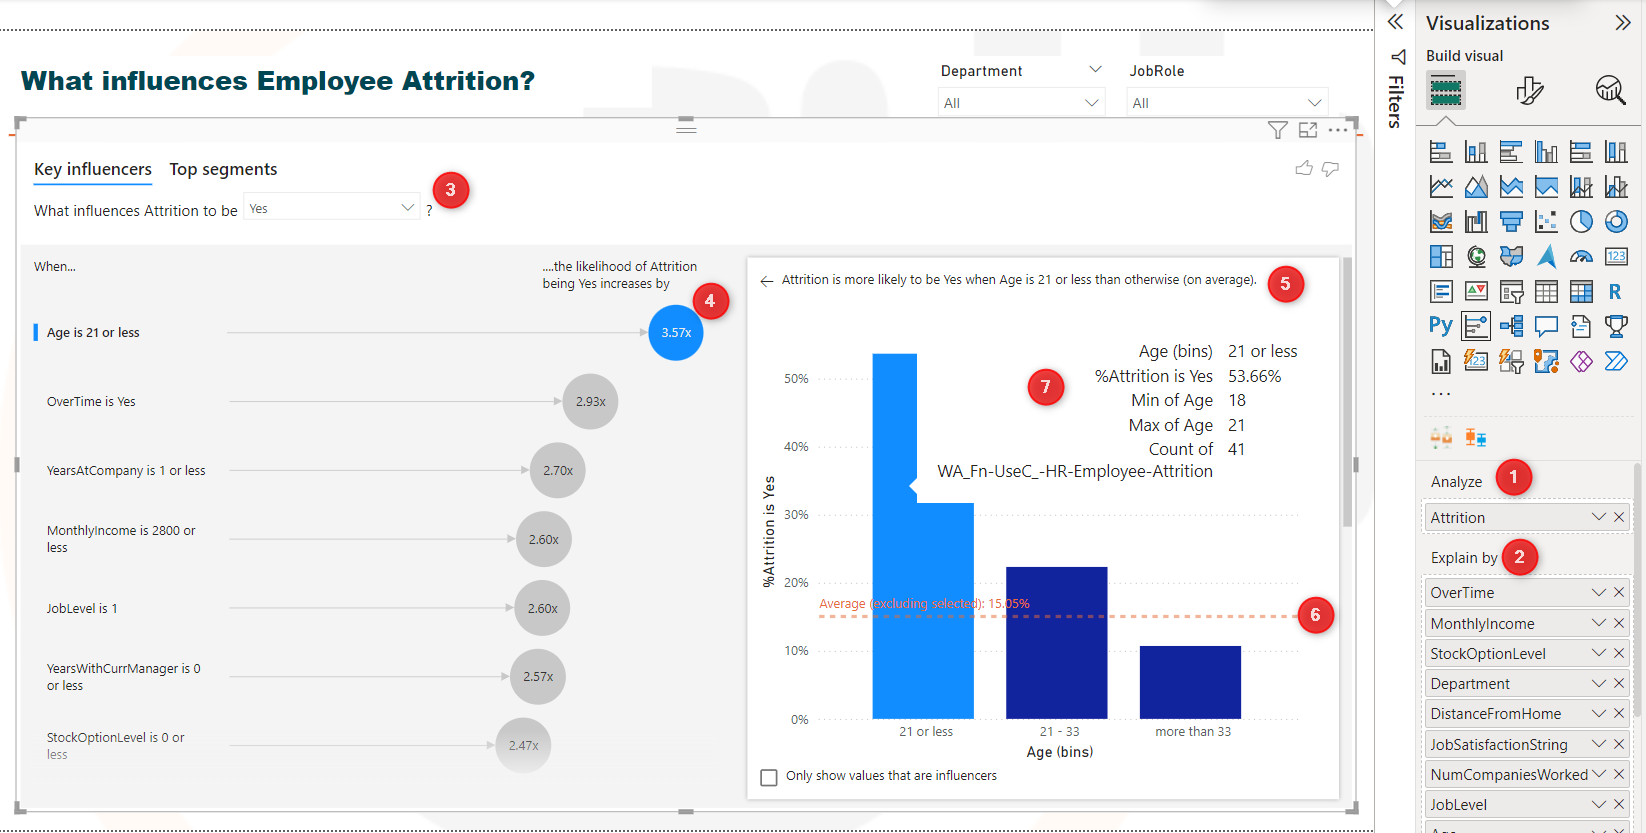 What influences Employee Attrition?
Department
JobRole
All
All
Key influencers
Top segments
3
What influences Attrition to be
Yes
?
When...
....the likelihood of Attrition
being Yes increases by
4
Age is 21 or less
3.57x
OverTime is Yes
2.93x
YearsAtCompany is 1 or less
2.70x
MonthlyIncome is 2800 or
less
2.60x
JobLevel is 1
2.60x
YearsWithCurrManager is 0
or less
2.57x
StockOptionLevel is 0 or
less
2.47x
Attrition is more likely to be Yes when Age is 21 or less than otherwise (on average).
5
7
Age (bins) 21 or less
%Attrition is Yes 53.66%
Min of Age 18
Max of Age 21
Count of 41
WA_Fn-UseC_-HR-Employee-Attrition
%Attrition is Yes
50%
40%
30%
20%
10%
0%
Average (excluding selected): 15.05%
6
21 or less
21 - 33
more than 33
Age (bins)
Only show values that are influencers
Filters
Visualizations
Build visual
123
R
Py
123
Analyze
1
Attrition
Explain by
2
OverTime
MonthlyIncome
StockOptionLevel
Department
DistanceFromHome
JobSatisfactionString
NumCompaniesWorked
JobLevel
Age